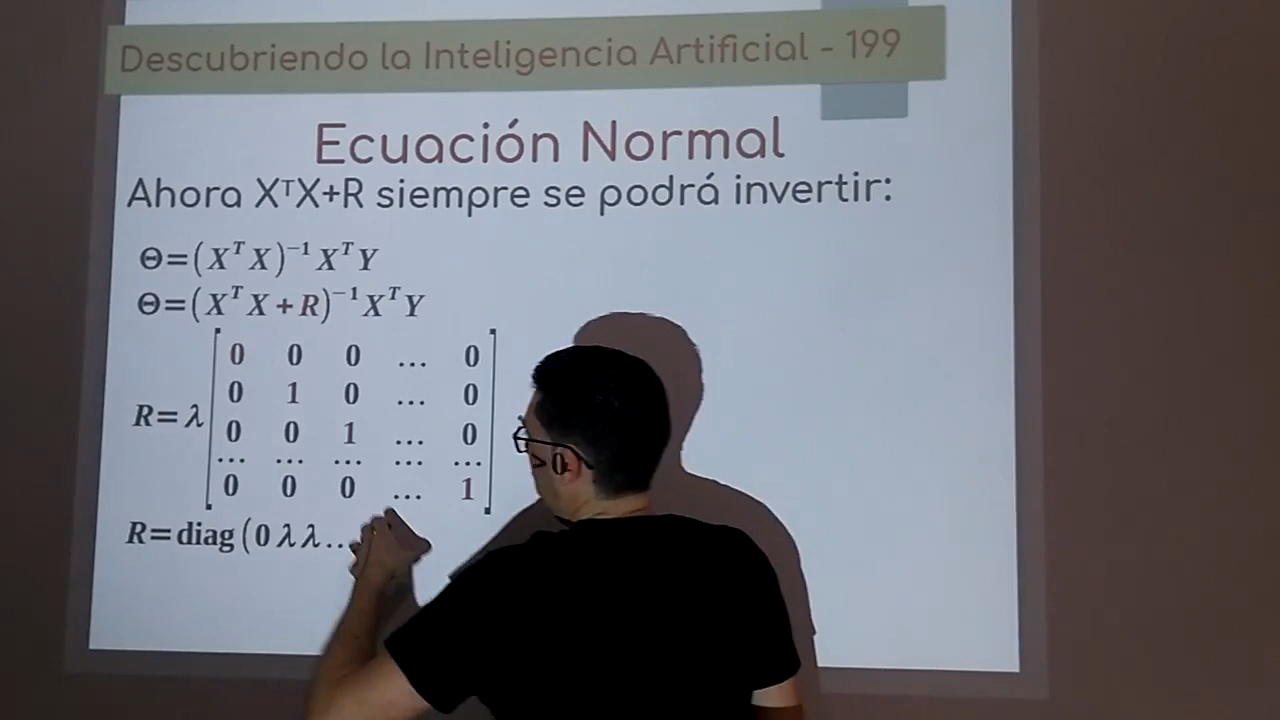 Descubriendo la Inteligencia Artificial - 199
Ecuación Normal
Ahora XᵀX+R siempre se podrá invertir:
Θ=(XᵀX)⁻¹XᵀY
Θ=(XᵀX+R)⁻¹XᵀY
0 0 0 … 0
0 1 0 … 0
R=λ
0 0 1 … 0
… … … … …
0 0 0 … 1
R=diag(0 λ λ …